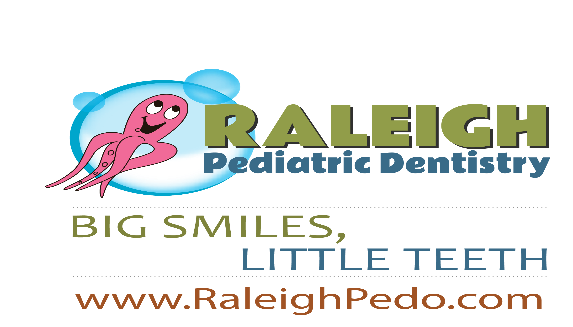 RALEIGH
Pediatric Dentistry
BIG SMILES,
LITTLE TEETH
www.RaleighPedo.com